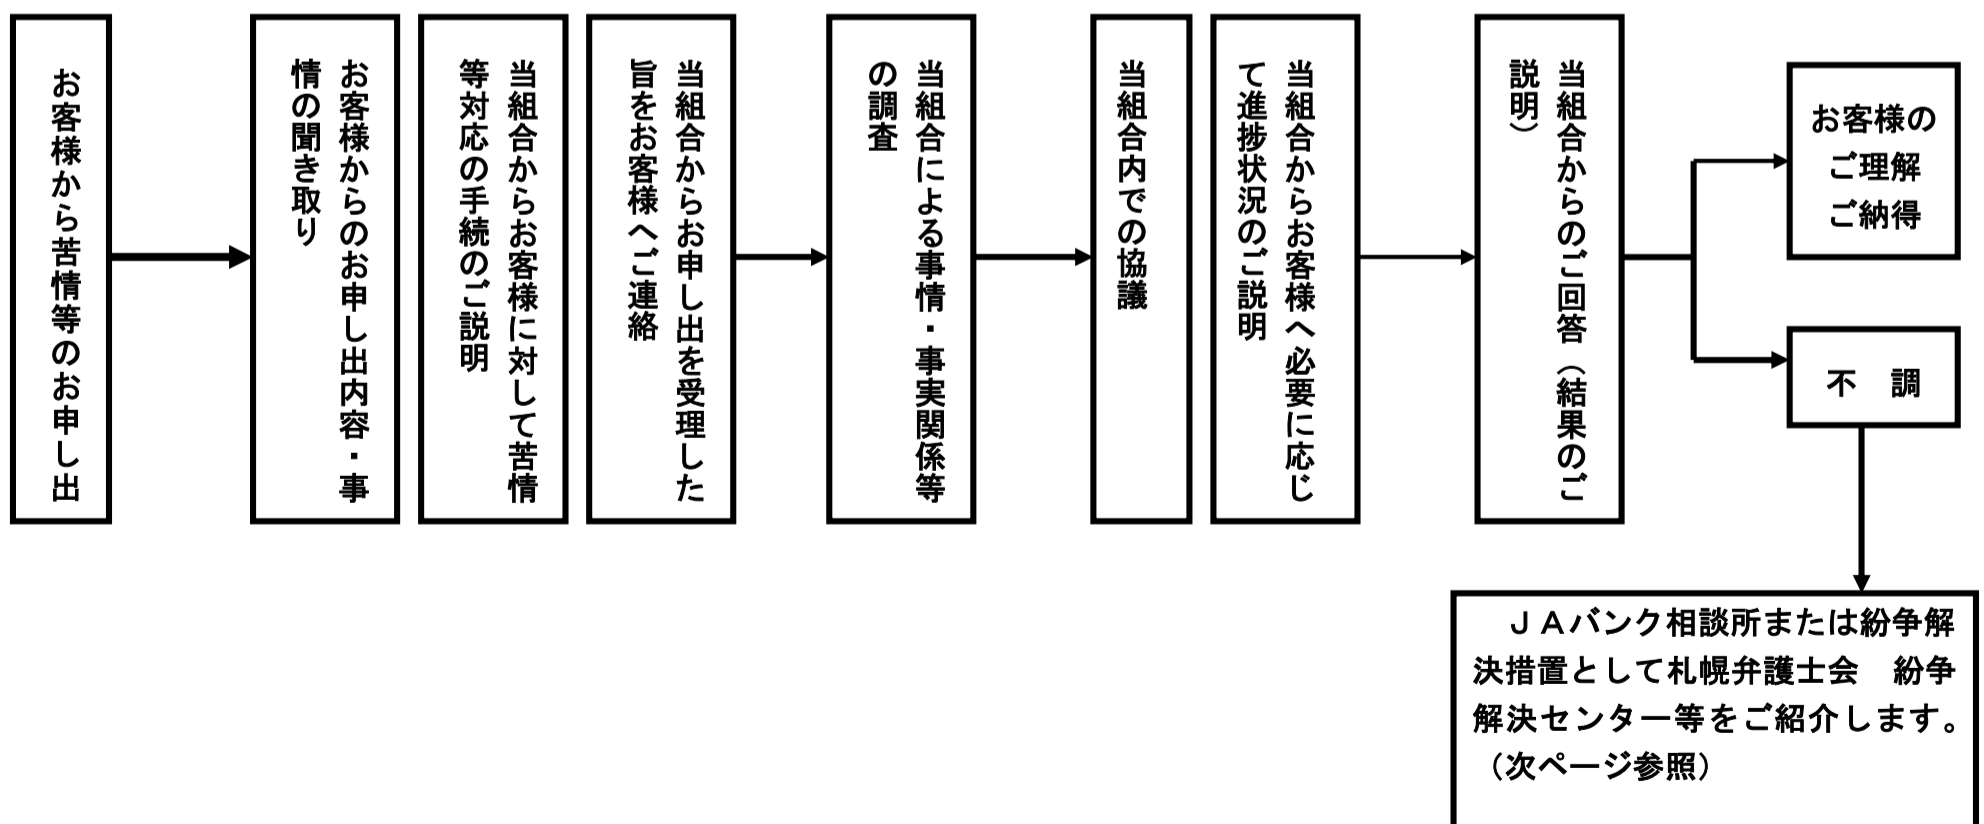 お客様から苦情等のお申し出
お客様からのお申し出内容・事
情の聞き取り
当組合からお客様に対して苦情
等対応の手続のご説明
当組合からお申し出を受理した
旨をお客様へご連絡
当組合による事情・事実関係等
の調査
当組合内での協議
当組合からお客様へ必要に応じ
て進捗状況のご説明
当組合からのご回答（結果のご
説明）
お客様の
ご理解
ご納得
不　調
ＪＡバンク相談所または紛争解
決措置として札幌弁護士会　紛争
解決センター等をご紹介します。
（次ページ参照）